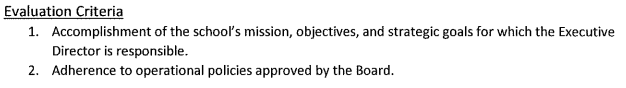 Evaluation Criteria
1. Accomplishment of the school's mission, objectives, and strategic goals for which the Executive
Director is responsible.
2. Adherence to operational policies approved by the Board.